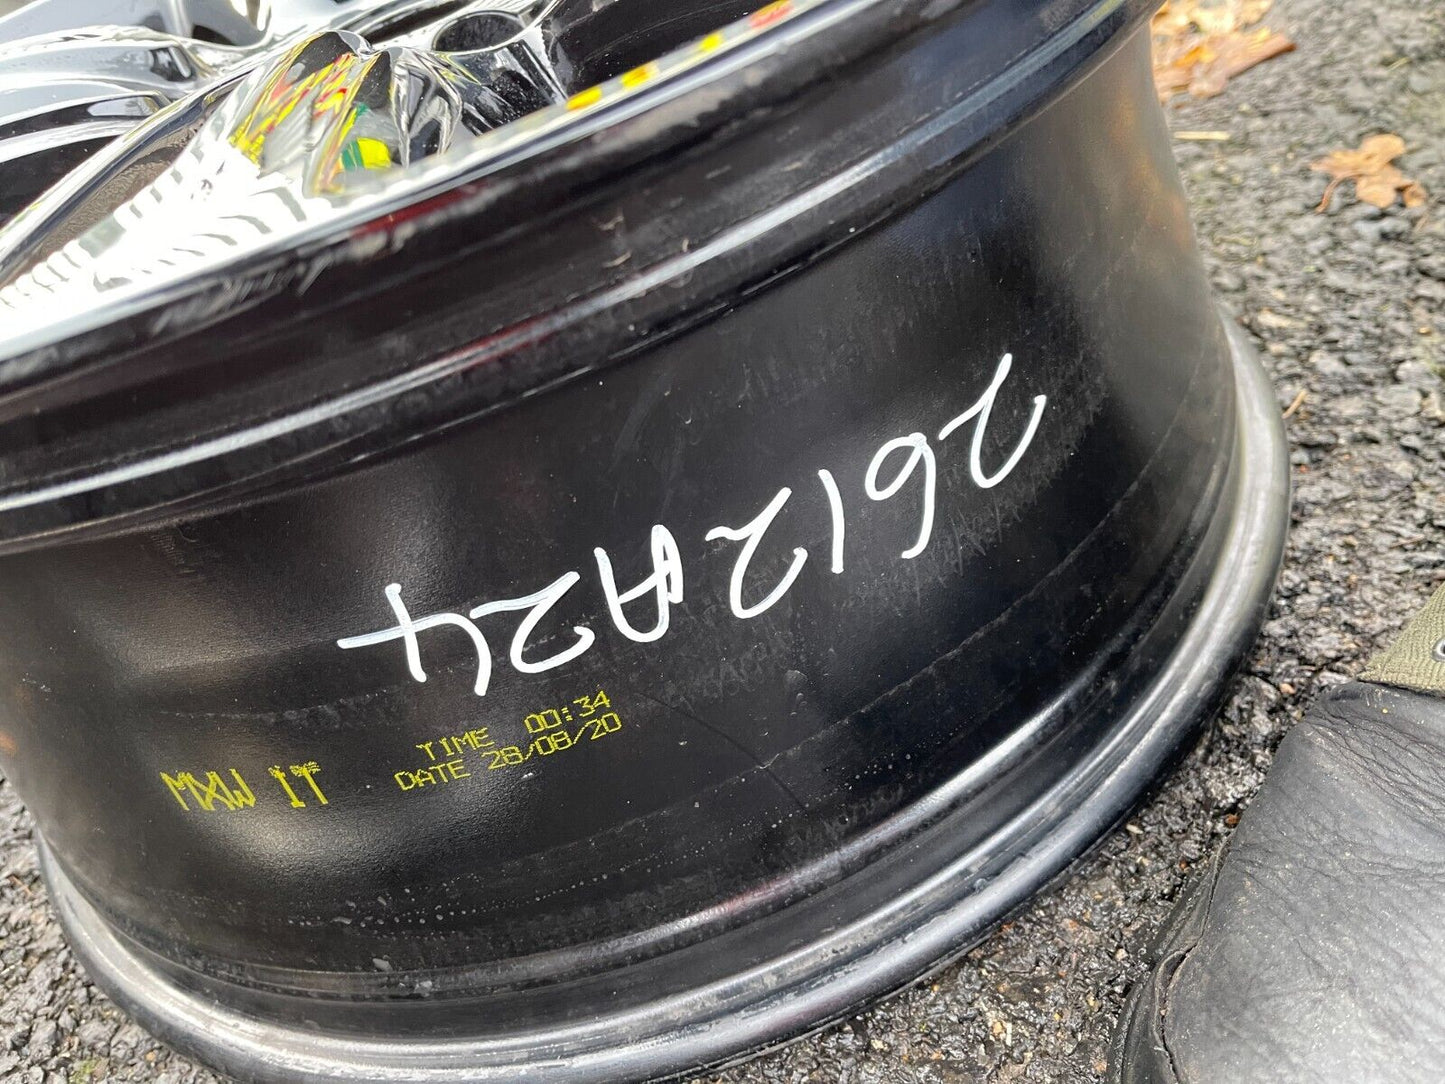 2612A24
MXW IT
TIME 00:34
DATE 28/08/20